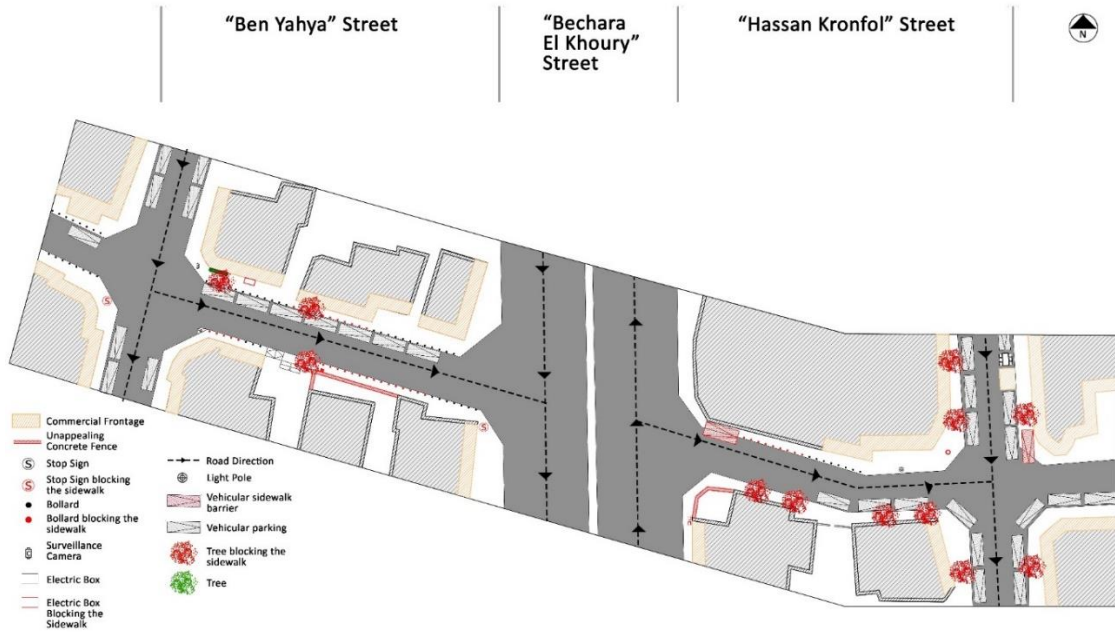 “Ben Yahya” Street
“Bechara
El Khoury”
Street
“Hassan Kronfol” Street
N
3
S
S
Commercial Frontage
Unappealing
Concrete Fence
S Stop Sign
S Stop Sign blocking
the sidewalk
Bollard
Bollard blocking the
sidewalk
Surveillance
Camera
Electric Box
Electric Box
Blocking the
Sidewalk
Road Direction
Light Pole
Vehicular sidewalk
barrier
Vehicular parking
Tree blocking the
sidewalk
Tree